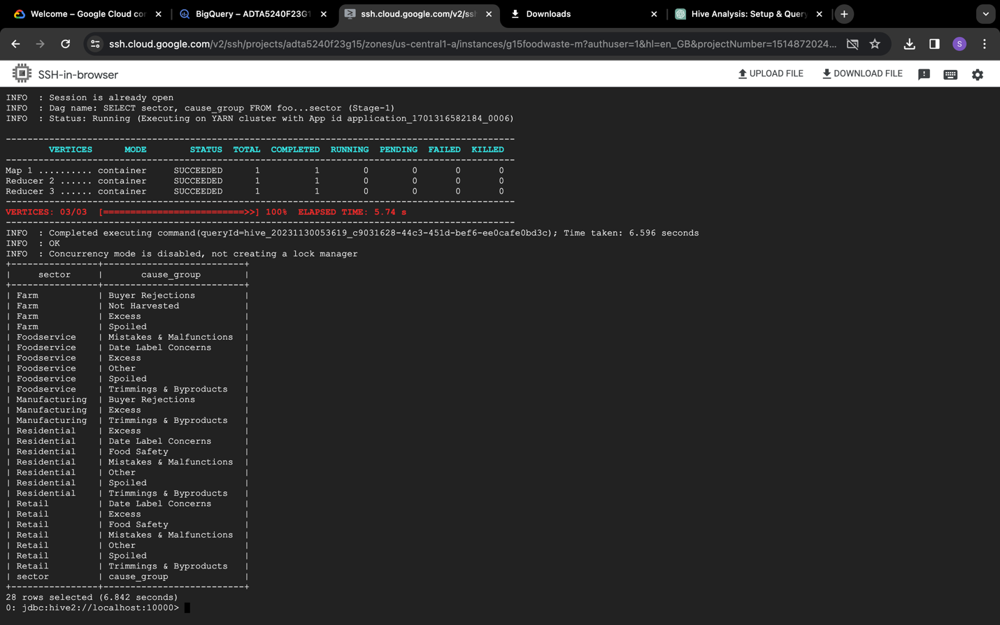 Welcome – Google Cloud co
BigQuery – ADTA5240F23G1
ssh.cloud.google.com/v2/ssh
Downloads
Hive Analysis: Setup & Query
ssh.cloud.google.com/v2/ssh/projects/adta5240f23g15/zones/us-central1-a/instances/g15foodwaste-m?authuser=1&hl=en_GB&projectNumber=1514872024...
S
SSH-in-browser
UPLOAD FILE
DOWNLOAD FILE
INFO  : Session is already open
INFO  : Dag name: SELECT sector, cause_group FROM foo...sector (Stage-1)
INFO  : Status: Running (Executing on YARN cluster with App id application_1701316582184_0006)
----------------------------------------------------------------------------------------------
VERTICES      MODE        STATUS  TOTAL  COMPLETED  RUNNING  PENDING  FAILED  KILLED
----------------------------------------------------------------------------------------------
Map 1 .......... container     SUCCEEDED      1          1        0        0       0       0
Reducer 2 ...... container     SUCCEEDED      1          1        0        0       0       0
Reducer 3 ...... container     SUCCEEDED      1          1        0        0       0       0
----------------------------------------------------------------------------------------------
VERTICES: 03/03  [==========================>>] 100%  ELAPSED TIME: 5.74 s
----------------------------------------------------------------------------------------------
INFO  : Completed executing command(queryId=hive_20231130053619_c9031628-44c3-451d-bef6-ee0cafe0bd3c); Time taken: 6.596 seconds
INFO  : OK
INFO  : Concurrency mode is disabled, not creating a lock manager
+----------------+--------------------------+
|     sector     |       cause_group        |
+----------------+--------------------------+
| Farm           | Buyer Rejections         |
| Farm           | Not Harvested            |
| Farm           | Excess                   |
| Farm           | Spoiled                  |
| Foodservice    | Mistakes & Malfunctions  |
| Foodservice    | Date Label Concerns      |
| Foodservice    | Excess                   |
| Foodservice    | Other                    |
| Foodservice    | Spoiled                  |
| Foodservice    | Trimmings & Byproducts   |
| Manufacturing  | Buyer Rejections         |
| Manufacturing  | Excess                   |
| Manufacturing  | Trimmings & Byproducts   |
| Residential    | Excess                   |
| Residential    | Date Label Concerns      |
| Residential    | Food Safety              |
| Residential    | Mistakes & Malfunctions  |
| Residential    | Other                    |
| Residential    | Spoiled                  |
| Residential    | Trimmings & Byproducts   |
| Retail         | Date Label Concerns      |
| Retail         | Excess                   |
| Retail         | Food Safety              |
| Retail         | Mistakes & Malfunctions  |
| Retail         | Other                    |
| Retail         | Spoiled                  |
| Retail         | Trimmings & Byproducts   |
| sector         | cause_group              |
+----------------+--------------------------+
28 rows selected (6.842 seconds)
0: jdbc:hive2://localhost:10000>